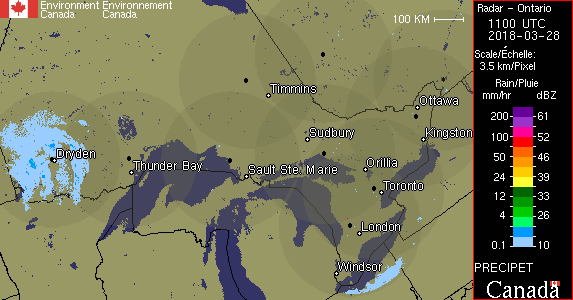 Environment Environnement
Canada Canada
100 KM
Timmins
Ottawa
Sudbury
Kingston
Dryden
Thunder Bay
Sault Ste. Marie
Orillia
Toronto
London
Windsor
Radar - Ontario
1100 UTC
2018-03-28
Scale/Échelle:
3.5 km/Pixel
Rain/Pluie
mm/hr dBZ
200 61
100 52
50 46
24 39
12 33
4 26
0.1 10
PRECIPET
Canada